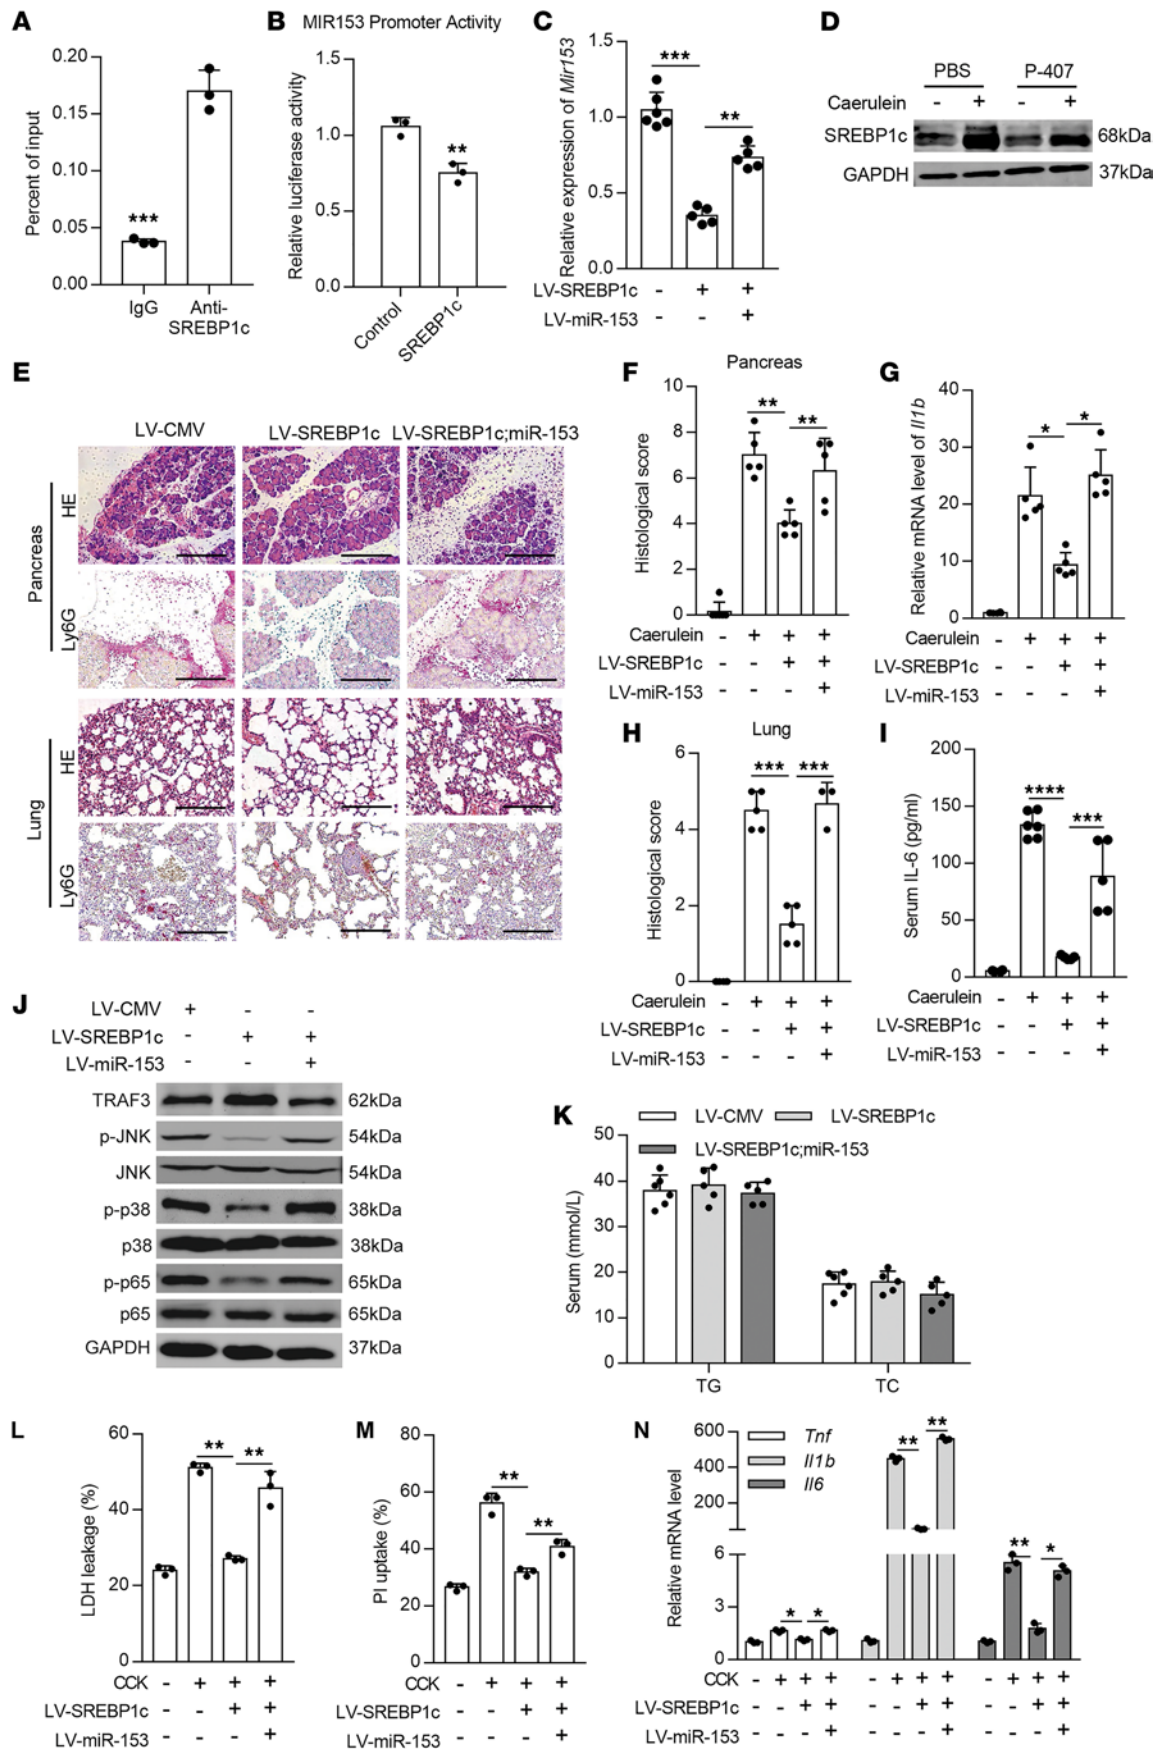 A
Percent of input
0.20
0.15
0.10
0.05
0.00
***
IgG
Anti-
SREBP1c
B
MIR153 Promoter Activity
Relative luciferase activity
1.5
1.0
0.5
0.0
**
Control
SREBP1c
C
Relative expression of Mir153
1.5
1.0
0.5
0.0
***
**
LV-SREBP1c - + +
LV-miR-153 - - +
D
PBS P-407
Caerulein - + - +
SREBP1c 68kDa
GAPDH 37kDa
E
LV-CMV LV-SREBP1c LV-SREBP1c;miR-153
Pancreas
HE
Ly6G
Lung
HE
Ly6G
F
Pancreas
Histological score
10
8
6
4
2
0
** **
Caerulein - + + +
LV-SREBP1c - - + +
LV-miR-153 - - - +
G
Relative mRNA level of Il1b
40
30
20
10
0
* *
Caerulein - + + +
LV-SREBP1c - - + +
LV-miR-153 - - - +
H
Lung
Histological score
6
4
2
0
*** ***
Caerulein - + + +
LV-SREBP1c - - + +
LV-miR-153 - - - +
I
Serum IL-6 (pg/ml)
200
150
100
50
0
****
***
Caerulein - + + +
LV-SREBP1c - - + +
LV-miR-153 - - - +
J
LV-CMV + - -
LV-SREBP1c - + +
LV-miR-153 - - +
TRAF3 62kDa
p-JNK 54kDa
JNK 54kDa
p-p38 38kDa
p38 38kDa
p-p65 65kDa
p65 65kDa
GAPDH 37kDa
K
LV-CMV LV-SREBP1c
LV-SREBP1c;miR-153
Serum (mmol/L)
50
40
30
20
10
0
TG TC
L
LDH leakage (%)
60
40
20
0
** **
CCK - + + +
LV-SREBP1c - - + +
LV-miR-153 - - - +
M
PI uptake (%)
80
60
40
20
0
**
**
CCK - + + +
LV-SREBP1c - - + +
LV-miR-153 - - - +
N
Tnf
Il1b
Il6
Relative mRNA level
600
400
200
6
3
0
* *
** **
** *
CCK - + + + - + + + - + + +
LV-SREBP1c - - + + - - + + - - + +
LV-miR-153 - - - + - - - + - - - +